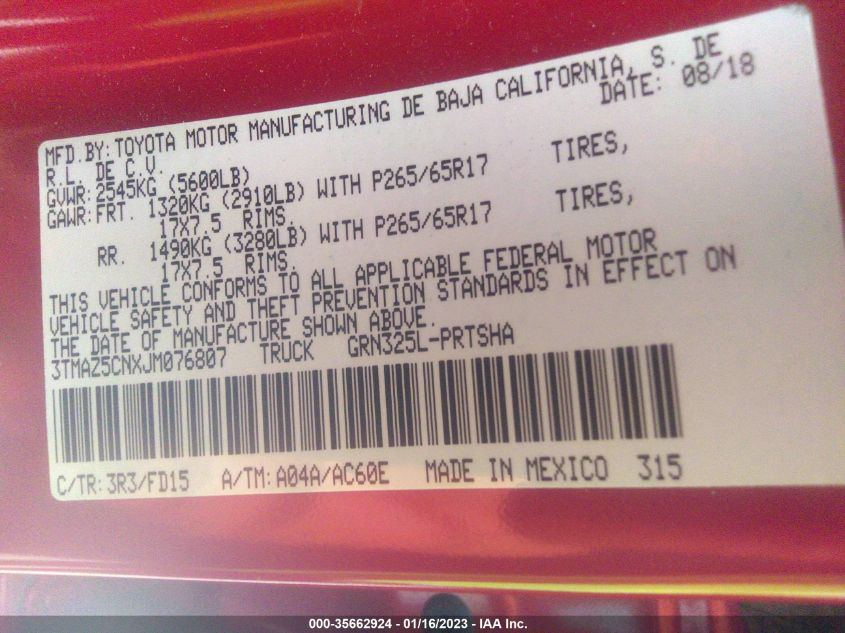 MFD.BY:TOYOTA MOTOR MANUFACTURING DE BAJA CALIFORNIA, S. DE
R.L. DE C.V. DATE: 08/18
GVWR:2545KG (5600LB)
GAWR:FRT. 1320KG (2910LB) WITH P265/65R17 TIRES,
17X7.5 RIMS.
RR. 1490KG (3280LB) WITH P265/65R17 TIRES,
17X7.5 RIMS.
THIS VEHICLE CONFORMS TO ALL APPLICABLE FEDERAL MOTOR
VEHICLE SAFETY AND THEFT PREVENTION STANDARDS IN EFFECT ON
THE DATE OF MANUFACTURE SHOWN ABOVE.
3TMAZ5CNXJM076807 TRUCK GRN325L-PRTSHA
C/TR:3R3/FD15 A/TM:A04A/AC60E MADE IN MEXICO 315
000-35662924 - 01/16/2023 - IAA Inc.